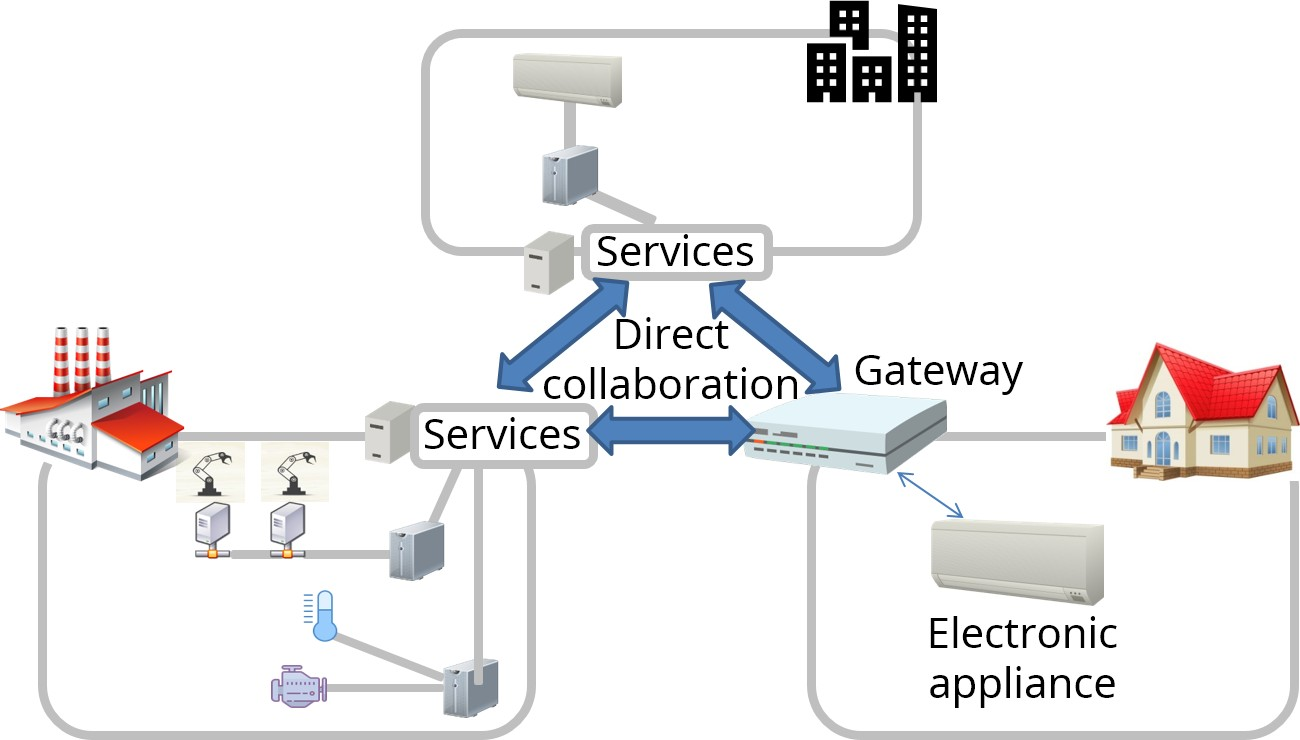 Services
Direct
collaboration
Gateway
Services
Electronic
appliance